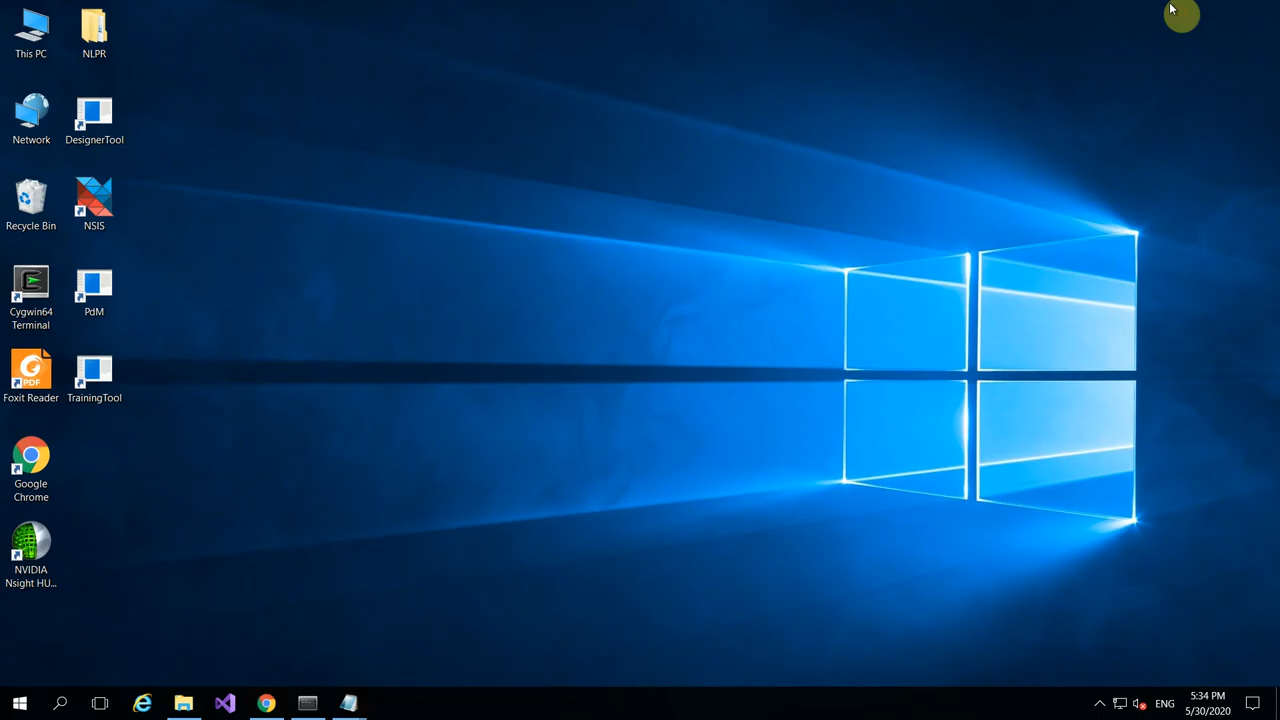 This PC
NLPR
Network
DesignerTool
Recycle Bin
NSIS
Cygwin64
Terminal
PdM
PDF
Foxit Reader
TrainingTool
Google
Chrome
NVIDIA
Nsight HU...
ENG
5:34 PM
5/30/2020